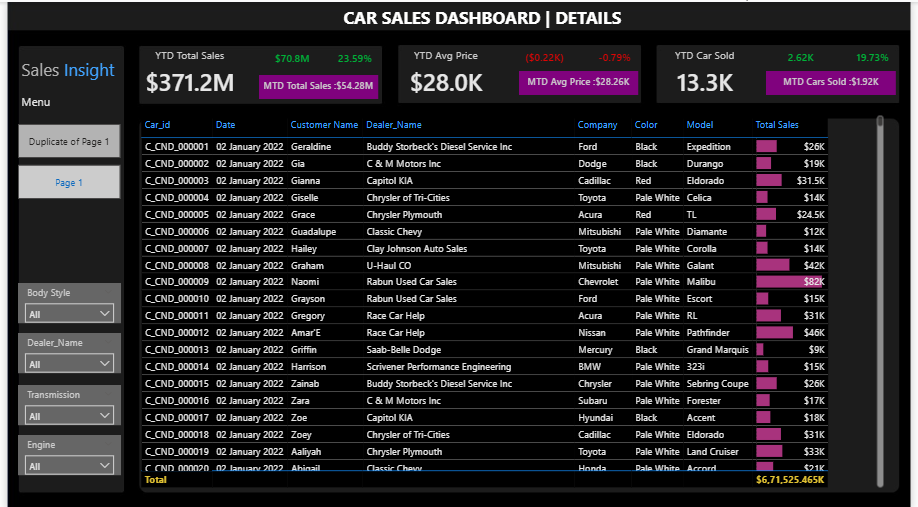 CAR SALES DASHBOARD | DETAILS
Sales Insight
Menu
Duplicate of Page 1
Page 1
Body Style
All
Dealer_Name
All
Transmission
All
Engine
All
YTD Total Sales
$70.8M 23.59%
$371.2M
MTD Total Sales :$54.28M
YTD Avg Price
($0.22K) -0.79%
$28.0K
MTD Avg Price :$28.26K
YTD Car Sold
2.62K 19.73%
13.3K
MTD Cars Sold :$1.92K
Car_id Date Customer Name Dealer_Name Company Color Model Total Sales
C_CND_000001 02 January 2022 Geraldine Buddy Storbeck's Diesel Service Inc Ford Black Expedition $26K
C_CND_000002 02 January 2022 Gia C & M Motors Inc Dodge Black Durango $19K
C_CND_000003 02 January 2022 Gianna Capitol KIA Cadillac Red Eldorado $31.5K
C_CND_000004 02 January 2022 Giselle Chrysler of Tri-Cities Toyota Pale White Celica $14K
C_CND_000005 02 January 2022 Grace Chrysler Plymouth Acura Red TL $24.5K
C_CND_000006 02 January 2022 Guadalupe Classic Chevy Mitsubishi Pale White Diamante $12K
C_CND_000007 02 January 2022 Hailey Clay Johnson Auto Sales Toyota Pale White Corolla $14K
C_CND_000008 02 January 2022 Graham U-Haul CO Mitsubishi Pale White Galant $42K
C_CND_000009 02 January 2022 Naomi Rabun Used Car Sales Chevrolet Pale White Malibu $82K
C_CND_000010 02 January 2022 Grayson Rabun Used Car Sales Ford Pale White Escort $15K
C_CND_000011 02 January 2022 Gregory Race Car Help Acura Pale White RL $31K
C_CND_000012 02 January 2022 Amar'E Race Car Help Nissan Pale White Pathfinder $46K
C_CND_000013 02 January 2022 Griffin Saab-Belle Dodge Mercury Black Grand Marquis $9K
C_CND_000014 02 January 2022 Harrison Scrivener Performance Engineering BMW Pale White 323i $15K
C_CND_000015 02 January 2022 Zainab Buddy Storbeck's Diesel Service Inc Chrysler Pale White Sebring Coupe $26K
C_CND_000016 02 January 2022 Zara C & M Motors Inc Subaru Pale White Forester $17K
C_CND_000017 02 January 2022 Zoe Capitol KIA Hyundai Black Accent $18K
C_CND_000018 02 January 2022 Zoey Chrysler of Tri-Cities Cadillac Pale White Eldorado $31K
C_CND_000019 02 January 2022 Aaliyah Chrysler Plymouth Toyota Pale White Land Cruiser $33K
C_CND_000020 02 January 2022 Abigail Classic Chevy Honda Pale White Accord $21K
Total $6,71,525.465K